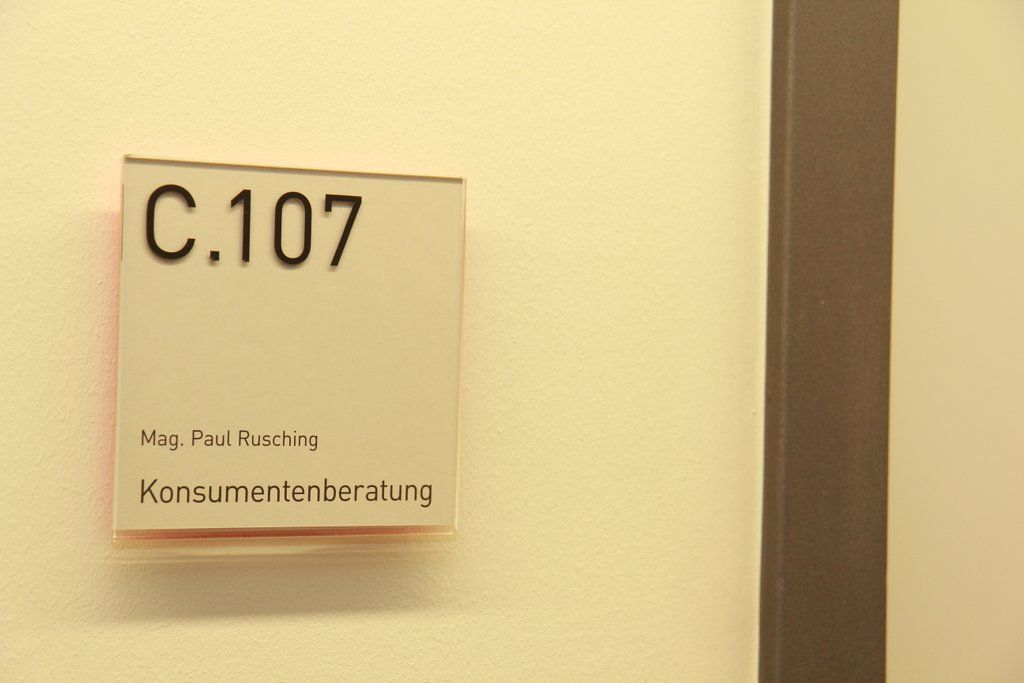 C.107
Mag. Paul Rusching
Konsumentenberatung